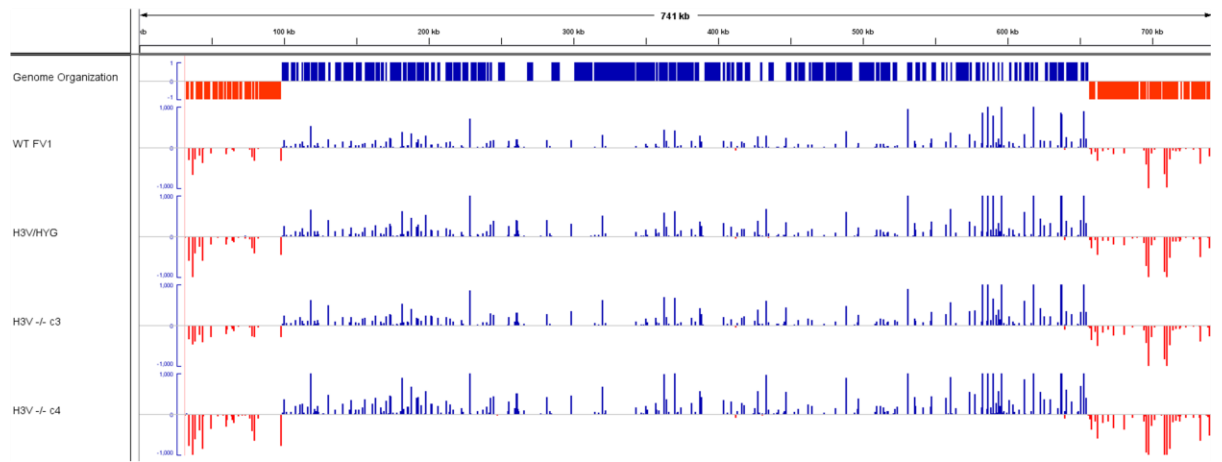 741 kb
kb 100 kb 200 kb 300 kb 400 kb 500 kb 600 kb 700 kb
Genome Organization
1
0
-1
WT FV1
1,000
0
-1,000
H3V/HYG
1,000
0
-1,000
H3V -/- c3
1,000
0
-1,000
H3V -/- c4
1,000
0
-1,000